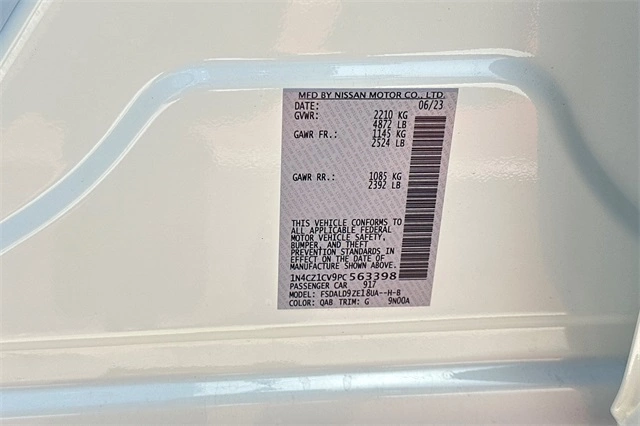 MFD BY NISSAN MOTOR CO., LTD.
DATE: 06/23
GVWR: 2210 KG
4872 LB
GAWR FR.: 1145 KG
2524 LB
GAWR RR.: 1085 KG
2392 LB
THIS VEHICLE CONFORMS TO
ALL APPLICABLE FEDERAL
MOTOR VEHICLE SAFETY,
BUMPER, AND THEFT
PREVENTION STANDARDS IN
EFFECT ON THE DATE OF
MANUFACTURE SHOWN ABOVE.
1N4CZ1CV9PC563398
PASSENGER CAR 917
MODEL: FSDALD9ZE18UA--H-B
COLOR: QAB TRIM: G 9N00A